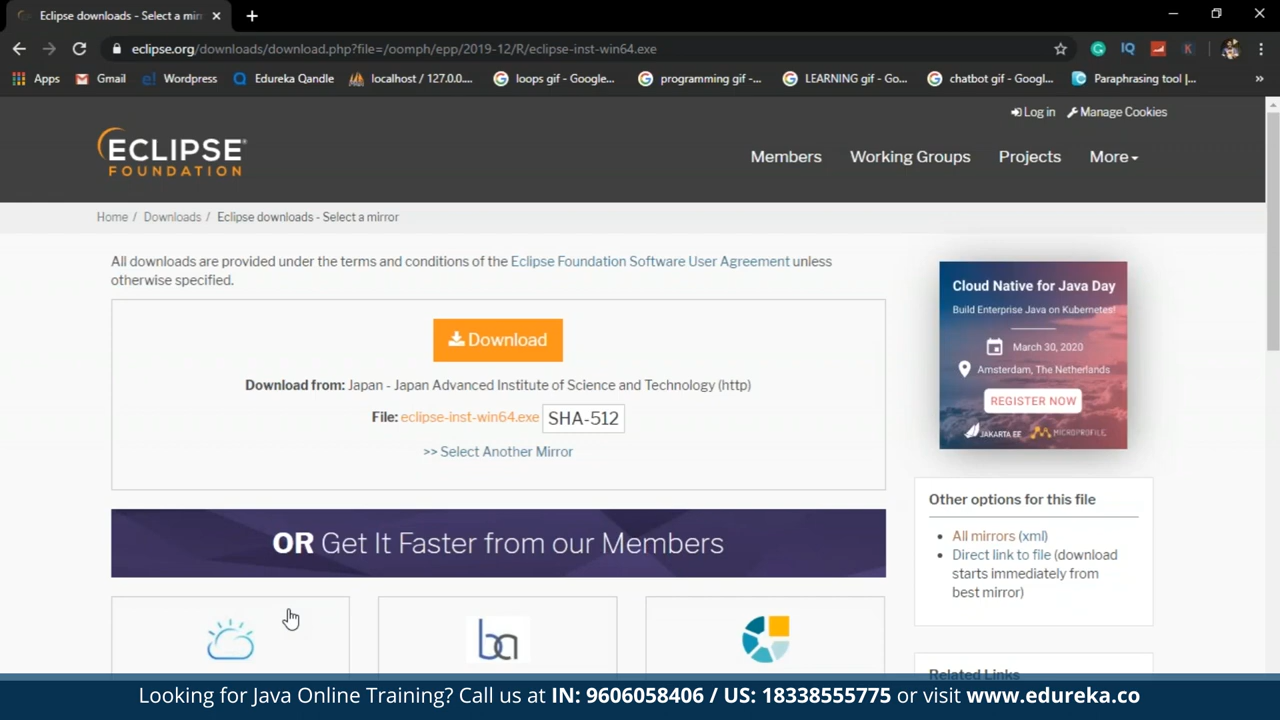 Eclipse downloads - Select a mir
eclipse.org/downloads/download.php?file=/oomph/epp/2019-12/R/eclipse-inst-win64.exe
IQ
K
Apps
Gmail
Wordpress
Edureka Qandle
localhost / 127.0.0....
loops gif - Google...
programming gif -...
LEARNING gif - Go...
chatbot gif - Googl...
Paraphrasing tool |...
»
Log in
Manage Cookies
ECLIPSE
FOUNDATION
Members
Working Groups
Projects
More
Home / Downloads / Eclipse downloads - Select a mirror
All downloads are provided under the terms and conditions of the Eclipse Foundation Software User Agreement unless
otherwise specified.
Download
Download from: Japan - Japan Advanced Institute of Science and Technology (http)
File: eclipse-inst-win64.exe SHA-512
>> Select Another Mirror
OR Get It Faster from our Members
ba
Cloud Native for Java Day
Build Enterprise Java on Kubernetes!
March 30, 2020
Amsterdam, The Netherlands
REGISTER NOW
JAKARTA EE
MICROPROFILE
Other options for this file
All mirrors (xml)
Direct link to file (download
starts immediately from
best mirror)
Related Links
Looking for Java Online Training? Call us at IN: 9606058406 / US: 18338555775 or visit www.edureka.co